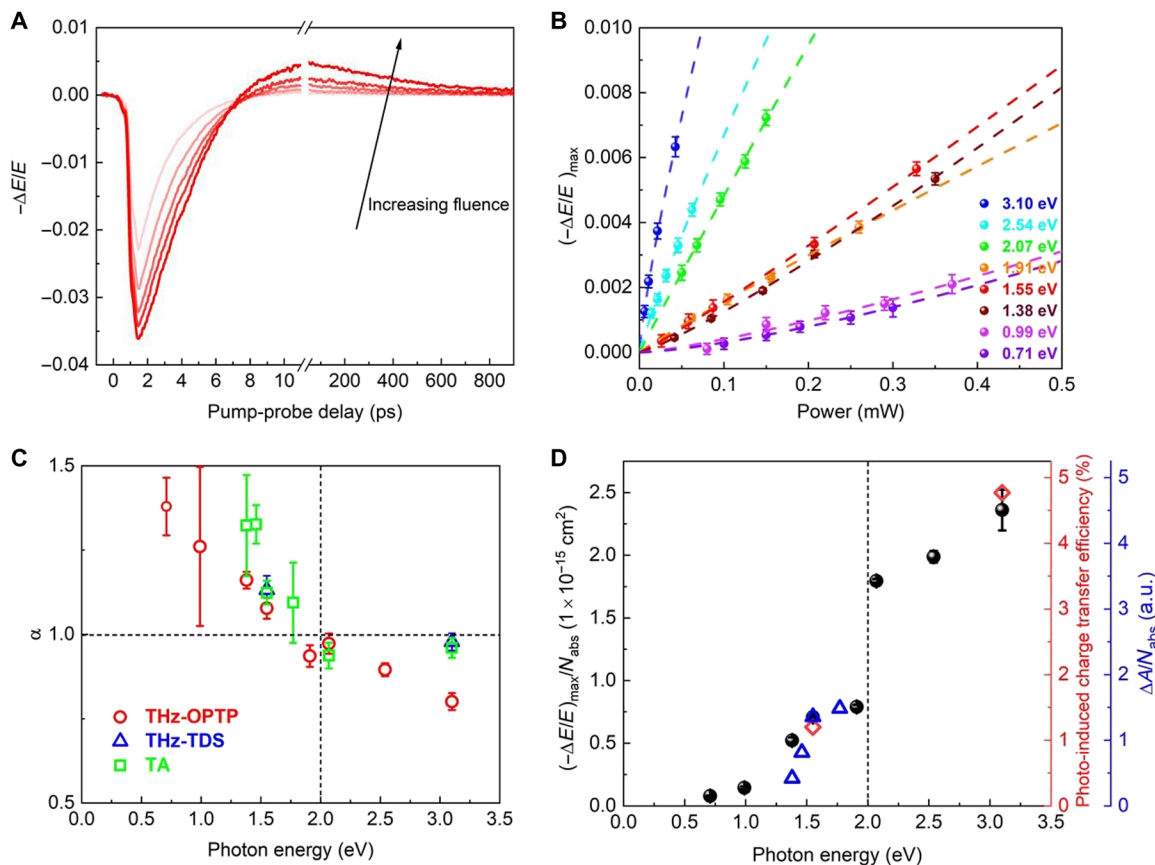 A
0.00
−0.01
−0.02
−0.03
−0.04
−ΔE/E
Increasing fluence
0 2 4 6 8 10 200 400 600 800
Pump-probe delay (ps)
B
0.010
0.008
0.006
0.004
0.002
0.000
(−ΔE/E )max
3.10 eV
2.54 eV
2.07 eV
1.91 eV
1.55 eV
1.38 eV
0.99 eV
0.71 eV
0.0 0.1 0.2 0.3 0.4 0.5
Power (mW)
C
1.5
1.0
0.5
α
THz-OPTP
THz-TDS
TA
0.0 0.5 1.0 1.5 2.0 2.5 3.0 3.5
Photon energy (eV)
D
2.5
2.0
1.5
1.0
0.5
0.0
(−ΔE/E)max/Nabs (1 × 10−15 cm2)
5
4
3
2
1
0
Photo-induced charge transfer efficiency (%)
5
4
3
2
1
0
ΔA/Nabs (a.u.)
0.0 0.5 1.0 1.5 2.0 2.5 3.0 3.5
Photon energy (eV)